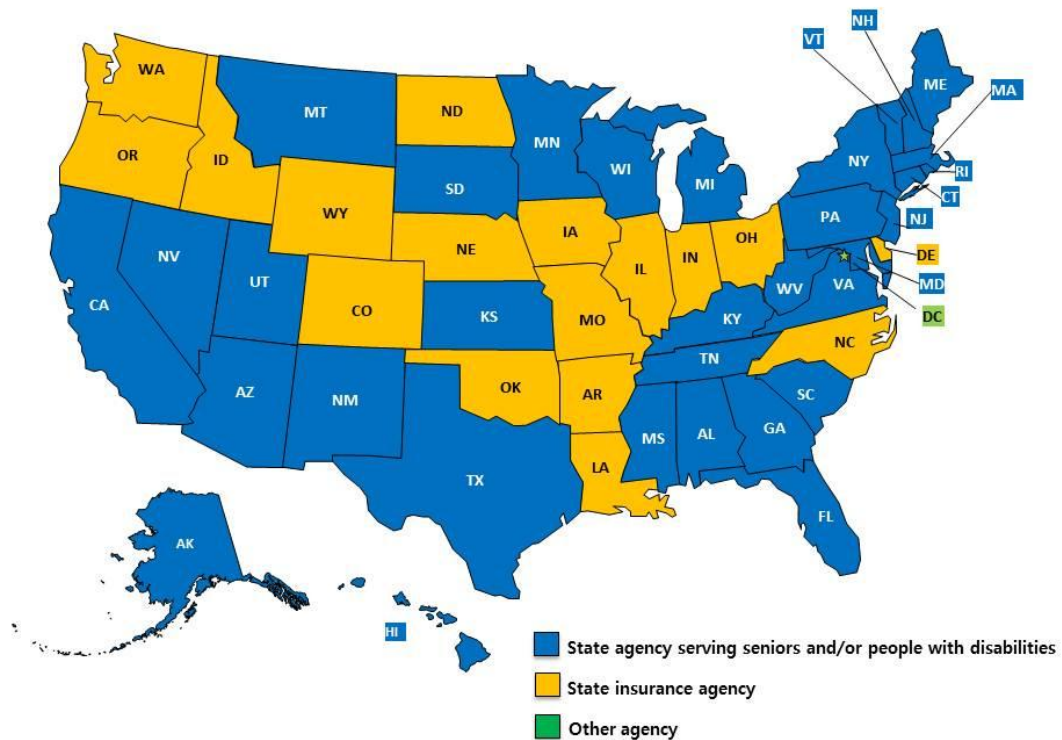 NH
VT
WA
ME
MT
ND
MA
MN
OR
ID
NY
WI
SD
MI
RI
WY
CT
PA
NJ
IA
NE
OH
DE
NV
IL
IN
UT
MD
WV
VA
CA
CO
KS
MO
KY
DC
NC
TN
OK
AR
AZ
NM
SC
MS
AL
GA
LA
TX
FL
AK
HI
State agency serving seniors and/or people with disabilities
State insurance agency
Other agency